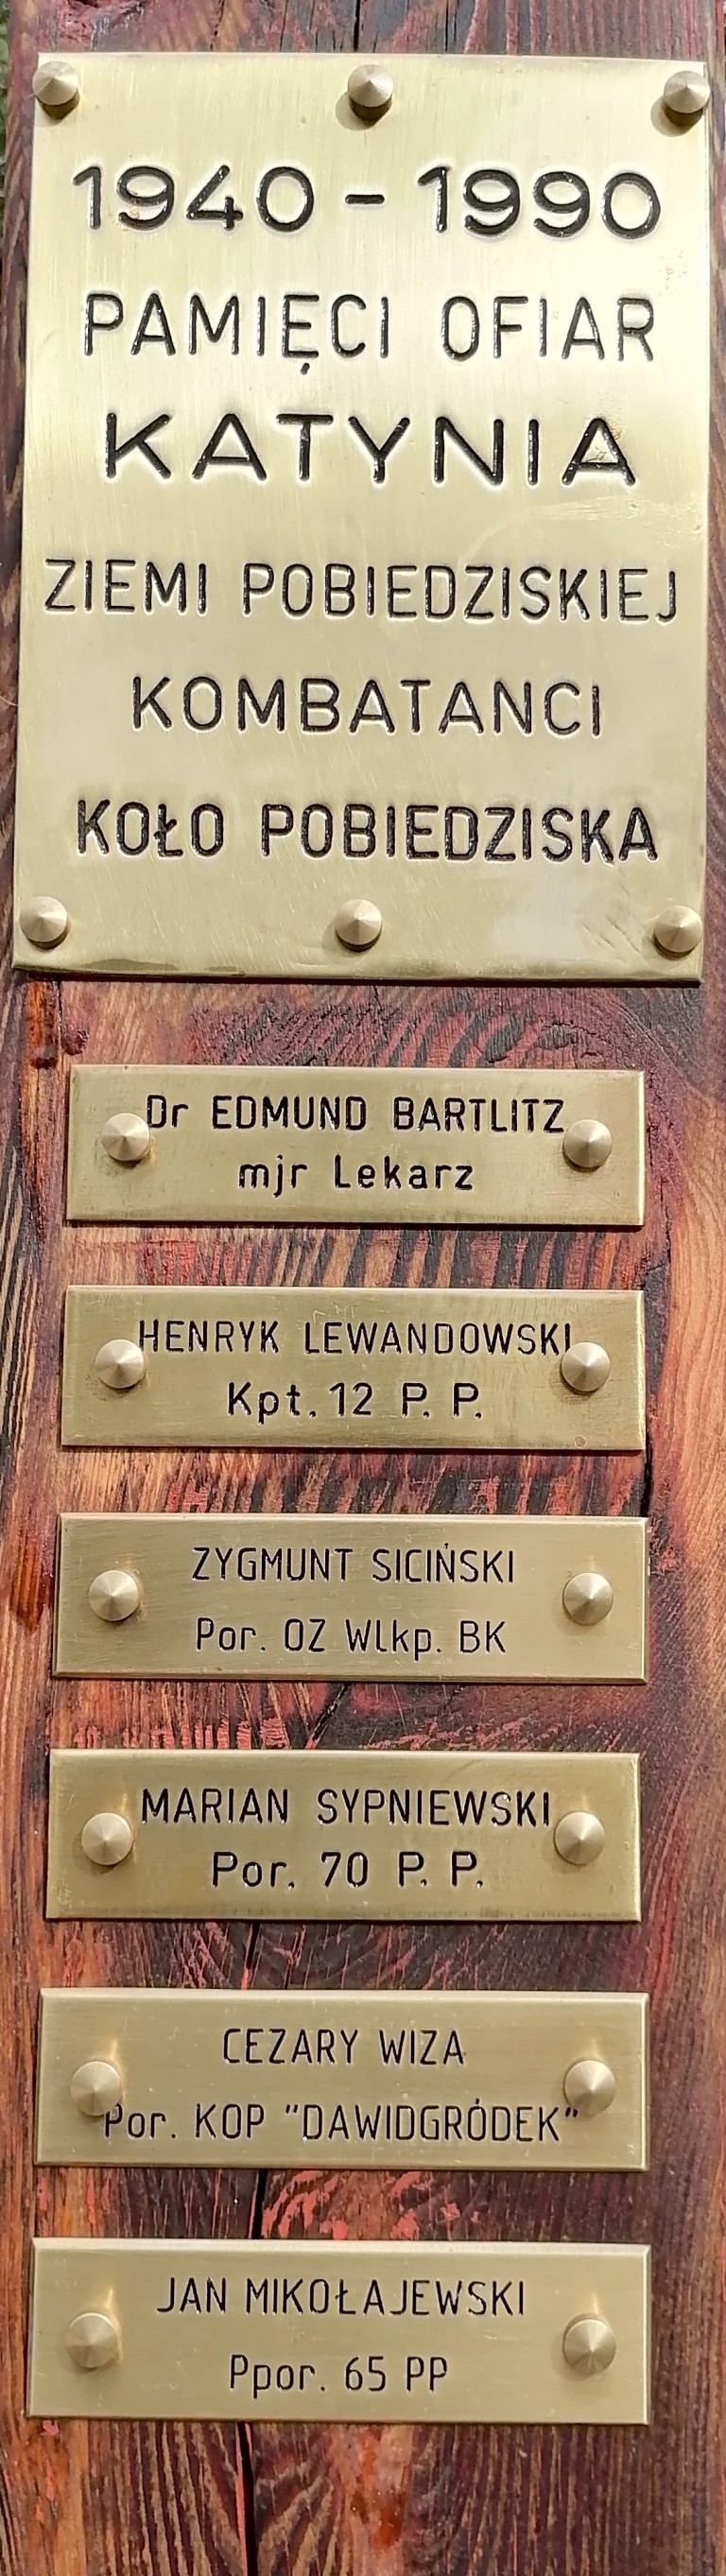 1940 - 1990
PAMIĘCI OFIAR
KATYNIA
ZIEMI POBIEDZISKIEJ
KOMBATANCI
KOŁO POBIEDZISKA
Dr EDMUND BARTLITZ
mjr Lekarz
HENRYK LEWANDOWSKI
Kpt. 12 P. P.
ZYGMUNT SICIŃSKI
Por. OZ Wlkp. BK
MARIAN SYPNIEWSKI
Por. 70 P. P.
CEZARY WIZA
Por. KOP "DAWIDGRÓDEK"
JAN MIKOŁAJEWSKI
Ppor. 65 PP